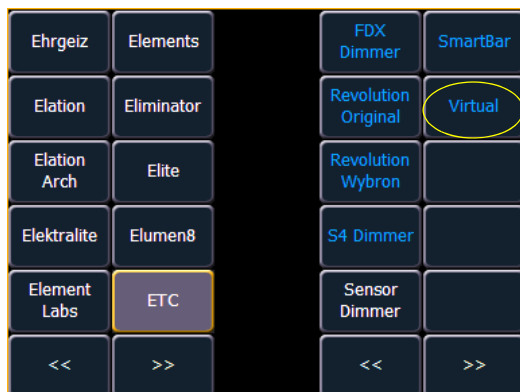 Ehrgeiz
Elements
FDX
Dimmer
SmartBar
Elation
Eliminator
Revolution
Original
Virtual
Elation
Arch
Elite
Revolution
Wybron
Elektralite
Elumen8
S4 Dimmer
Element
Labs
ETC
Sensor
Dimmer
<<
>>
<<
>>